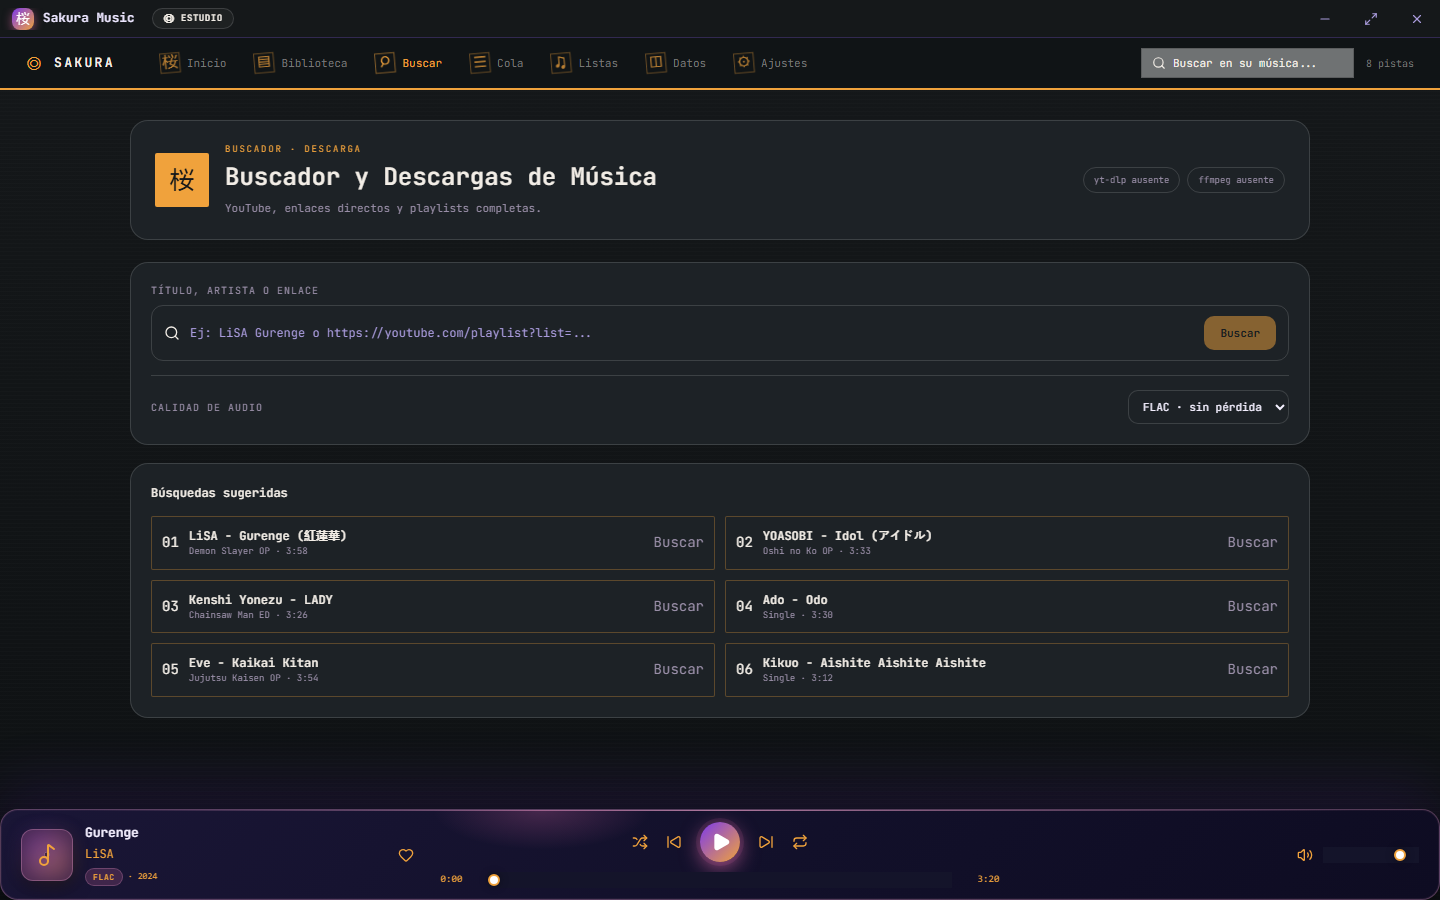 桜 Sakura Music ESTUDIO
SAKURA 桜 Inicio Biblioteca Buscar Cola Listas Datos Ajustes Buscar en su música... 8 pistas
桜
BUSCADOR · DESCARGA
Buscador y Descargas de Música
YouTube, enlaces directos y playlists completas.
yt-dlp ausente ffmpeg ausente
TÍTULO, ARTISTA O ENLACE
Ej: LiSA Gurenge o https://youtube.com/playlist?list=... Buscar
CALIDAD DE AUDIO FLAC · sin pérdida
Búsquedas sugeridas
01 LiSA - Gurenge (紅蓮華) Buscar
Demon Slayer OP · 3:58
02 YOASOBI - Idol (アイドル) Buscar
Oshi no Ko OP · 3:33
03 Kenshi Yonezu - LADY Buscar
Chainsaw Man ED · 3:26
04 Ado - Odo Buscar
Single · 3:30
05 Eve - Kaikai Kitan Buscar
Jujutsu Kaisen OP · 3:54
06 Kikuo - Aishite Aishite Aishite Buscar
Single · 3:12
Gurenge
LiSA
FLAC · 2024
0:00 3:20